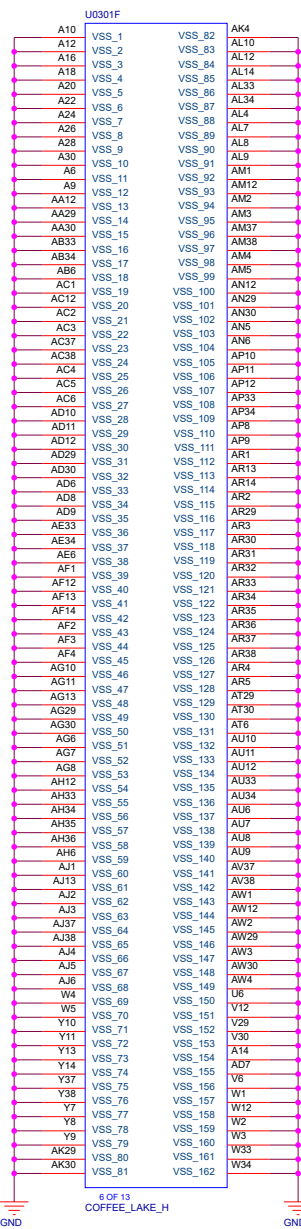 U0301F
A10 VSS_1 VSS_82 AK4
A12 VSS_2 VSS_83 AL10
A16 VSS_3 VSS_84 AL12
A18 VSS_4 VSS_85 AL14
A20 VSS_5 VSS_86 AL33
A22 VSS_6 VSS_87 AL34
A24 VSS_7 VSS_88 AL4
A26 VSS_8 VSS_89 AL7
A28 VSS_9 VSS_90 AL8
A30 VSS_10 VSS_91 AL9
A6 VSS_11 VSS_92 AM1
A9 VSS_12 VSS_93 AM12
AA12 VSS_13 VSS_94 AM2
AA29 VSS_14 VSS_95 AM3
AA30 VSS_15 VSS_96 AM37
AB33 VSS_16 VSS_97 AM38
AB34 VSS_17 VSS_98 AM4
AB6 VSS_18 VSS_99 AM5
AC1 VSS_19 VSS_100 AN12
AC12 VSS_20 VSS_101 AN29
AC2 VSS_21 VSS_102 AN30
AC3 VSS_22 VSS_103 AN5
AC37 VSS_23 VSS_104 AN6
AC38 VSS_24 VSS_105 AP10
AC4 VSS_25 VSS_106 AP11
AC5 VSS_26 VSS_107 AP12
AC6 VSS_27 VSS_108 AP33
AD10 VSS_28 VSS_109 AP34
AD11 VSS_29 VSS_110 AP8
AD12 VSS_30 VSS_111 AP9
AD29 VSS_31 VSS_112 AR1
AD30 VSS_32 VSS_113 AR13
AD6 VSS_33 VSS_114 AR14
AD8 VSS_34 VSS_115 AR2
AD9 VSS_35 VSS_116 AR29
AE33 VSS_36 VSS_117 AR3
AE34 VSS_37 VSS_118 AR30
AE6 VSS_38 VSS_119 AR31
AF1 VSS_39 VSS_120 AR32
AF12 VSS_40 VSS_121 AR33
AF13 VSS_41 VSS_122 AR34
AF14 VSS_42 VSS_123 AR35
AF2 VSS_43 VSS_124 AR36
AF3 VSS_44 VSS_125 AR37
AF4 VSS_45 VSS_126 AR38
AG10 VSS_46 VSS_127 AR4
AG11 VSS_47 VSS_128 AR5
AG13 VSS_48 VSS_129 AT29
AG29 VSS_49 VSS_130 AT30
AG30 VSS_50 VSS_131 AT6
AG6 VSS_51 VSS_132 AU10
AG7 VSS_52 VSS_133 AU11
AG8 VSS_53 VSS_134 AU12
AH12 VSS_54 VSS_135 AU33
AH33 VSS_55 VSS_136 AU34
AH34 VSS_56 VSS_137 AU6
AH35 VSS_57 VSS_138 AU7
AH36 VSS_58 VSS_139 AU8
AH6 VSS_59 VSS_140 AU9
AJ1 VSS_60 VSS_141 AV37
AJ13 VSS_61 VSS_142 AV38
AJ2 VSS_62 VSS_143 AW1
AJ3 VSS_63 VSS_144 AW12
AJ37 VSS_64 VSS_145 AW2
AJ38 VSS_65 VSS_146 AW29
AJ4 VSS_66 VSS_147 AW3
AJ5 VSS_67 VSS_148 AW30
AJ6 VSS_68 VSS_149 AW4
W4 VSS_69 VSS_150 U6
W5 VSS_70 VSS_151 V12
Y10 VSS_71 VSS_152 V29
Y11 VSS_72 VSS_153 V30
Y13 VSS_73 VSS_154 A14
Y14 VSS_74 VSS_155 AD7
Y37 VSS_75 VSS_156 V6
Y38 VSS_76 VSS_157 W1
Y7 VSS_77 VSS_158 W12
Y8 VSS_78 VSS_159 W2
Y9 VSS_79 VSS_160 W3
AK29 VSS_80 VSS_161 W33
AK30 VSS_81 VSS_162 W34
6 OF 13
COFFEE_LAKE_H
GND GND